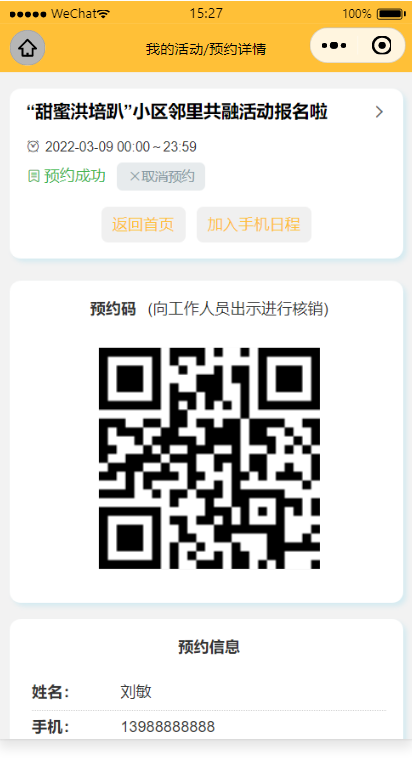 WeChat 15:27 100%
我的活动/预约详情
“甜蜜洪培趴”小区邻里共融活动报名啦
2022-03-09 00:00～23:59
预约成功 ×取消预约
返回首页 加入手机日程
预约码 (向工作人员出示进行核销)
预约信息
姓名： 刘敏
手机： 13988888888